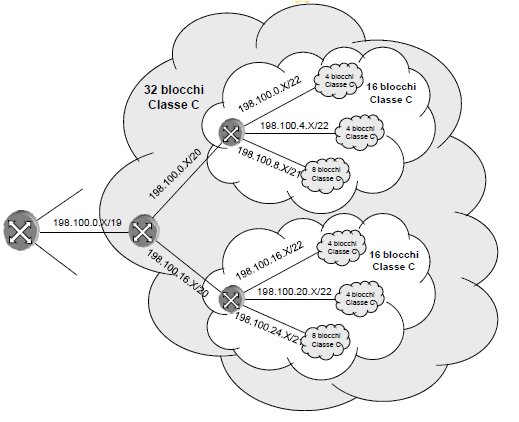 32 blocchi
Classe C
198.100.0.X/22
4 blocchi
Classe C
16 blocchi
Classe C
198.100.4.X/22
4 blocchi
Classe C
198.100.8.X/21
8 blocchi
Classe C
198.100.0.X/20
198.100.0.X/19
198.100.16.X/20
198.100.16.X/22
4 blocchi
Classe C
16 blocchi
Classe C
198.100.20.X/22
4 blocchi
Classe C
198.100.24.X/21
8 blocchi
Classe C